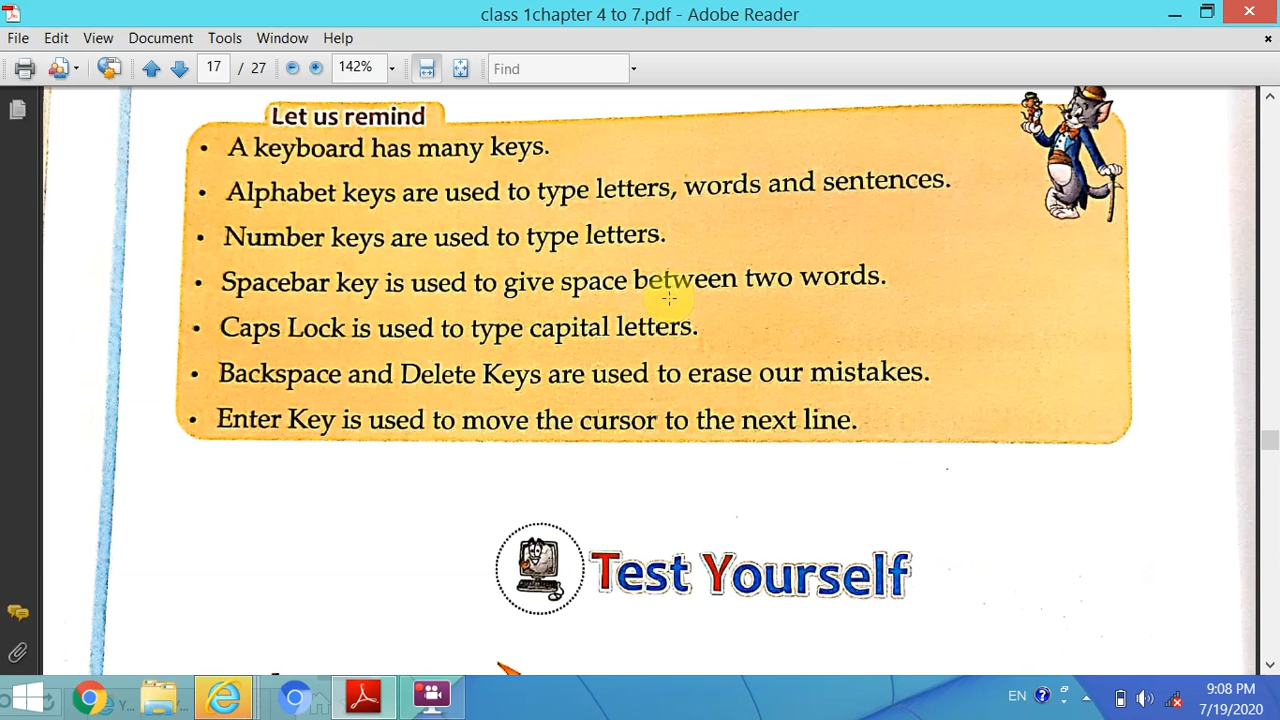 class 1chapter 4 to 7.pdf - Adobe Reader
File Edit View Document Tools Window Help
17 / 27 142% Find
Let us remind
• A keyboard has many keys.
• Alphabet keys are used to type letters, words and sentences.
• Number keys are used to type letters.
• Spacebar key is used to give space between two words.
• Caps Lock is used to type capital letters.
• Backspace and Delete Keys are used to erase our mistakes.
• Enter Key is used to move the cursor to the next line.
Test Yourself
EN 9:08 PM
7/19/2020